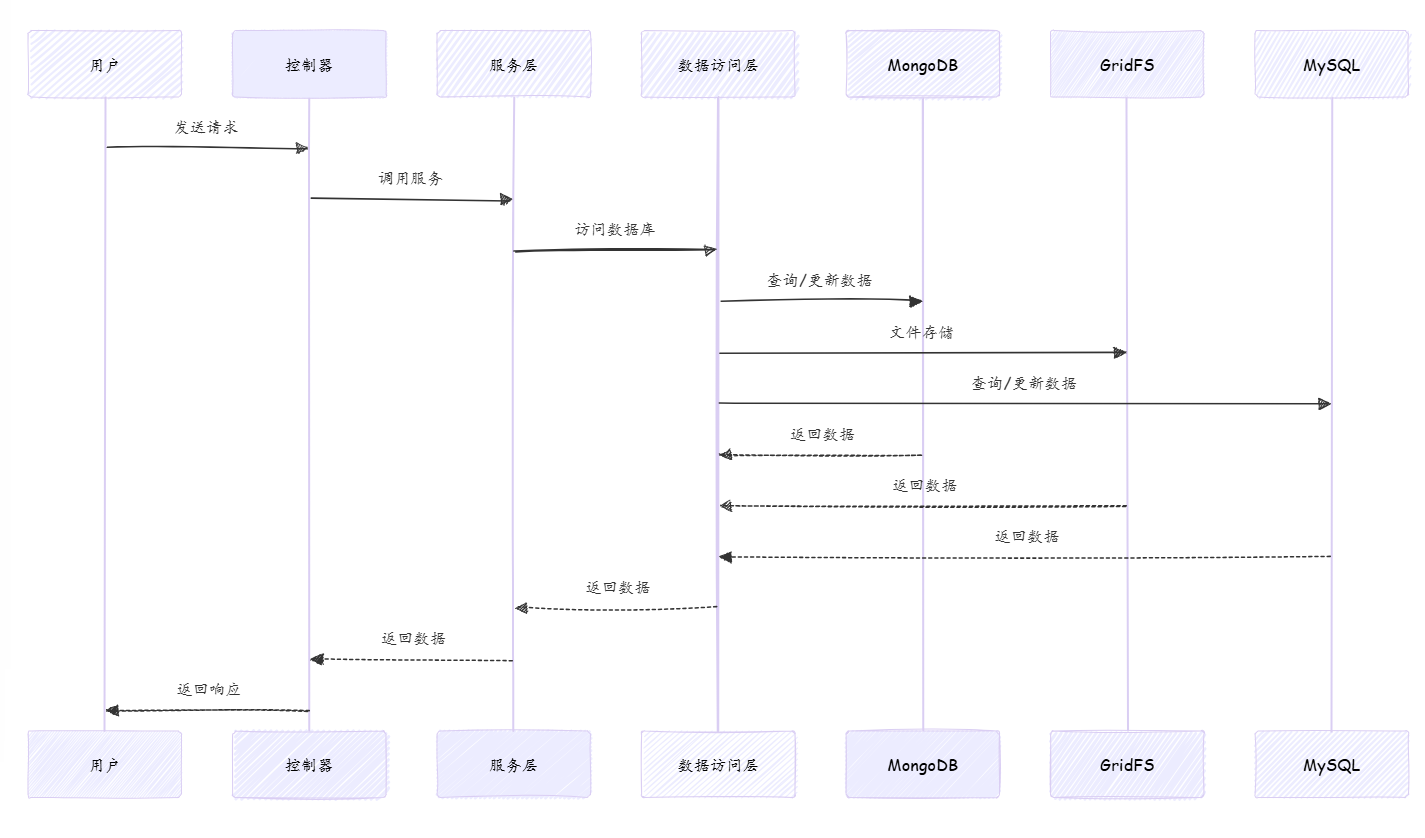 用户
控制器
服务层
数据访问层
MongoDB
GridFS
MySQL
发送请求
调用服务
访问数据库
查询/更新数据
文件存储
查询/更新数据
返回数据
返回数据
返回数据
返回数据
返回数据
返回响应
用户
控制器
服务层
数据访问层
MongoDB
GridFS
MySQL